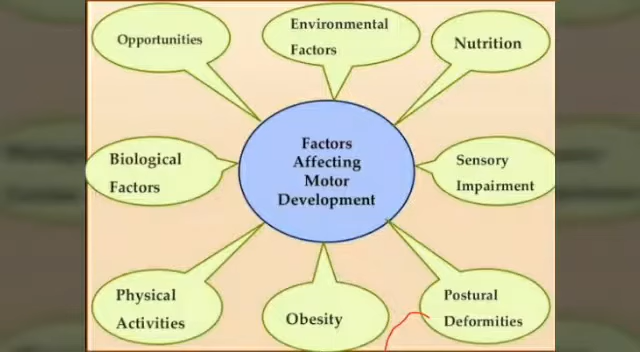 Opportunities
Environmental
Factors
Nutrition
Biological
Factors
Factors
Affecting
Motor
Development
Sensory
Impairment
Physical
Activities
Obesity
Postural
Deformities